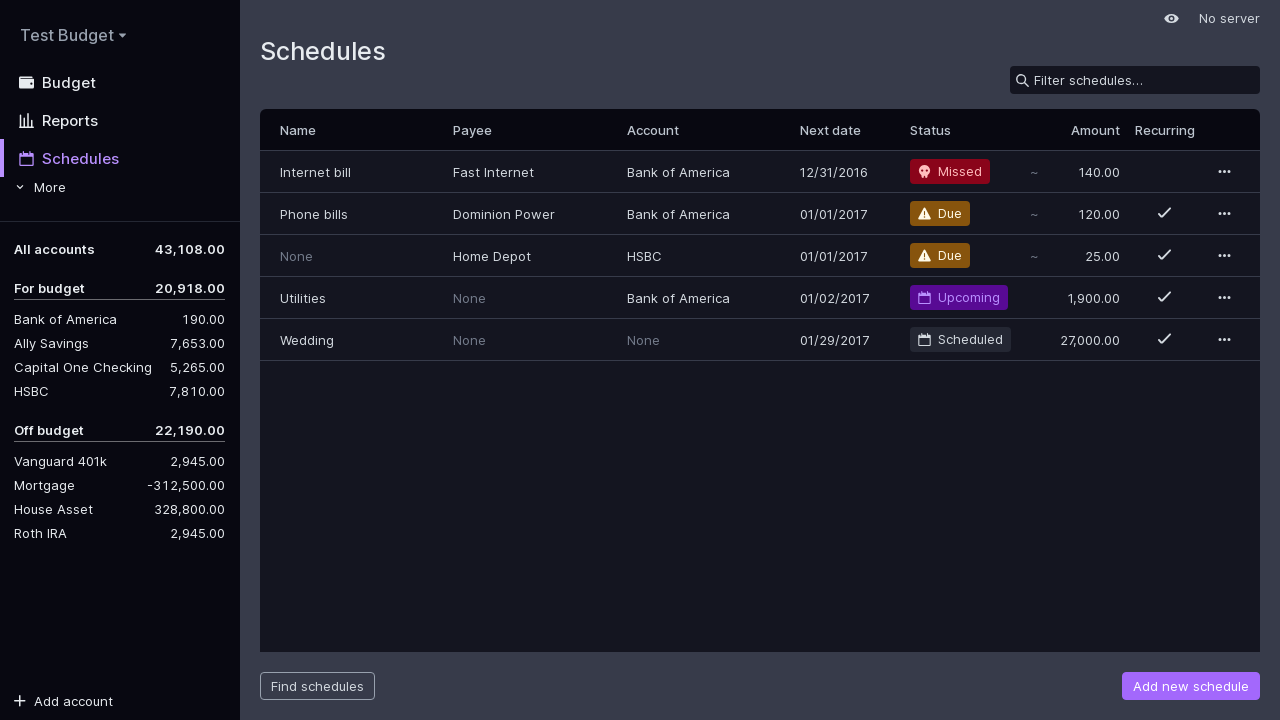 Test Budget
Budget
Reports
Schedules
More
All accounts 43,108.00
For budget 20,918.00
Bank of America 190.00
Ally Savings 7,653.00
Capital One Checking 5,265.00
HSBC 7,810.00
Off budget 22,190.00
Vanguard 401k 2,945.00
Mortgage -312,500.00
House Asset 328,800.00
Roth IRA 2,945.00
Add account
No server
Schedules
Filter schedules...
Name Payee Account Next date Status Amount Recurring
Internet bill Fast Internet Bank of America 12/31/2016 Missed ~ 140.00
Phone bills Dominion Power Bank of America 01/01/2017 Due ~ 120.00
None Home Depot HSBC 01/01/2017 Due ~ 25.00
Utilities None Bank of America 01/02/2017 Upcoming 1,900.00
Wedding None None 01/29/2017 Scheduled 27,000.00
Find schedules
Add new schedule